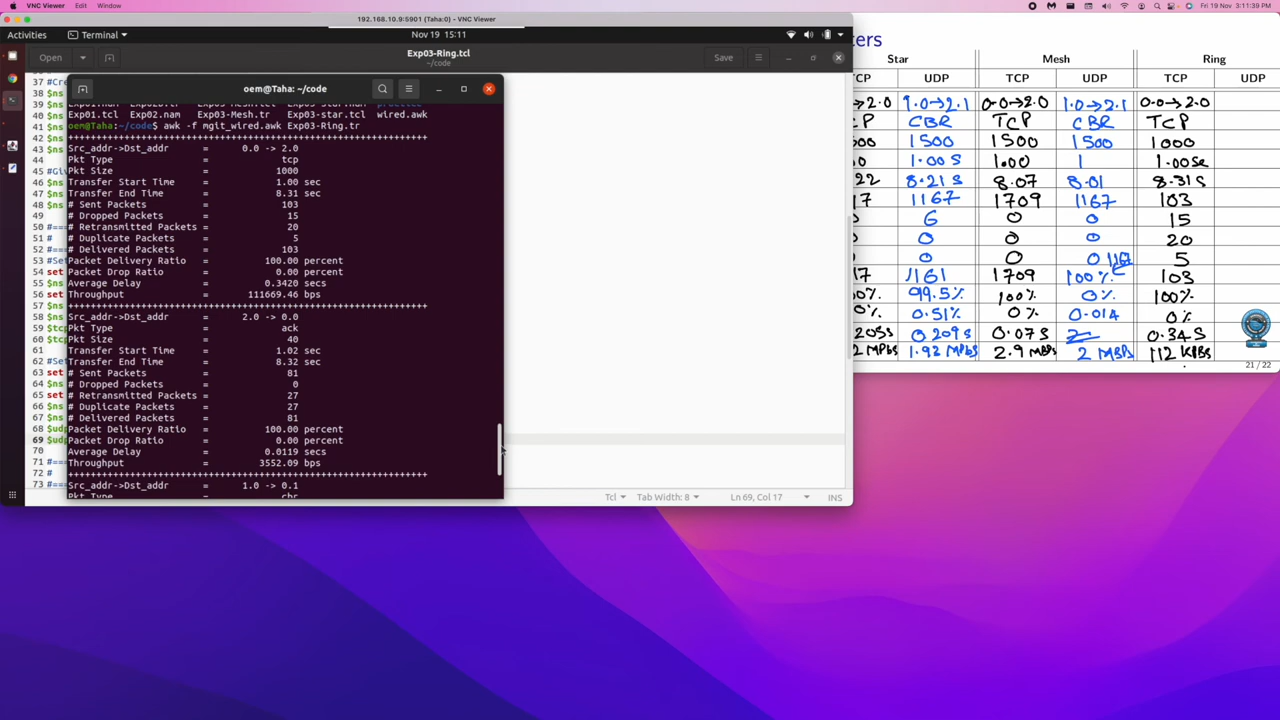 VNC Viewer File Edit Window Help
Fri 19 Nov 3:11:39 PM
192.168.10.9:5901 (Taha:0) - VNC Viewer
Activities Terminal Nov 19 15:11
Open Exp03-Ring.tcl Save
~/code
oem@Taha: ~/code
Exp01.tcl Exp02.nam Exp03-Ring.tr Exp03-star.tcl wired.awk
oem@Taha:~/code$ awk -f mgit_wired.awk Exp03-Ring.tr
++++++++++++++++++++++++++++++++++++++++++++++++++++++++++++++++
Src_addr->Dst_addr = 0.0 -> 2.0
Pkt Type = tcp
Pkt Size = 1000
Transfer Start Time = 1.00 sec
Transfer End Time = 8.31 sec
# Sent Packets = 103
# Dropped Packets = 15
# Retransmitted Packets = 20
# Duplicate Packets = 5
# Delivered Packets = 103
Packet Delivery Ratio = 100.00 percent
Packet Drop Ratio = 0.00 percent
Average Delay = 0.3420 secs
Throughput = 111669.46 bps
++++++++++++++++++++++++++++++++++++++++++++++++++++++++++++++++
Src_addr->Dst_addr = 2.0 -> 0.0
Pkt Type = ack
Pkt Size = 40
Transfer Start Time = 1.02 sec
Transfer End Time = 8.32 sec
# Sent Packets = 81
# Dropped Packets = 0
# Retransmitted Packets = 27
# Duplicate Packets = 27
# Delivered Packets = 81
Packet Delivery Ratio = 100.00 percent
Packet Drop Ratio = 0.00 percent
Average Delay = 0.0119 secs
Throughput = 3552.09 bps
++++++++++++++++++++++++++++++++++++++++++++++++++++++++++++++++
Src_addr->Dst_addr = 1.0 -> 0.1
Pkt Type = cbr
Tcl Tab Width: 8 Ln 69, Col 17 INS
Star Mesh Ring
TCP UDP TCP UDP TCP UDP
1.0→2.1 0.0→2.0 1.0→2.1 0.0→2.0
CBR TCP CBR TCP
1500 1500 1500 1000
1.00 S 1.00 1 1.00 Se
8.21 S 8.07 8.01 8.31 S
1167 1709 1167 103
6 0 0 15
0 0 0 20
0 0 0 1167 5
1161 1709 100% 103
99.5% 100% 0% 100%
0.51% 0% 0.014 0%
0.209 S 0.07 S 0.34 S
1.92 Mbps 2.9 MBPs 2 MBPs 112 KBPs
21 / 22